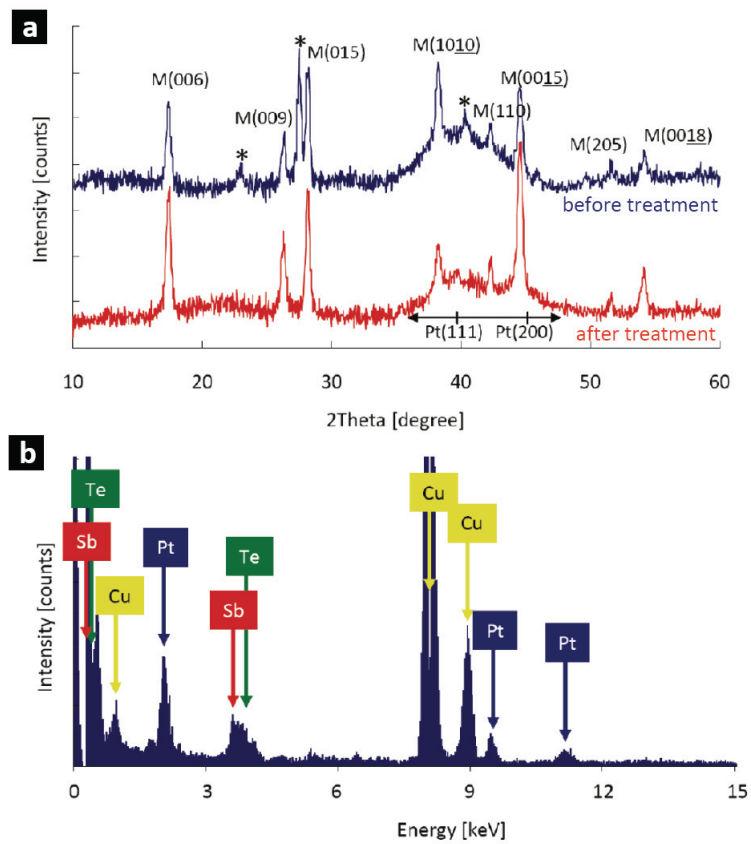 a
Intensity [counts]
M(006)
*
M(009)
*
M(015)
M(1010)
*
M(110)
M(0015)
M(205)
M(0018)
before treatment
Pt(111)
Pt(200)
after treatment
10 20 30 40 50 60
2Theta [degree]
b
Intensity [counts]
Te
Sb
Cu
Pt
Te
Sb
Cu
Cu
Pt
Pt
0 3 6 9 12 15
Energy [keV]